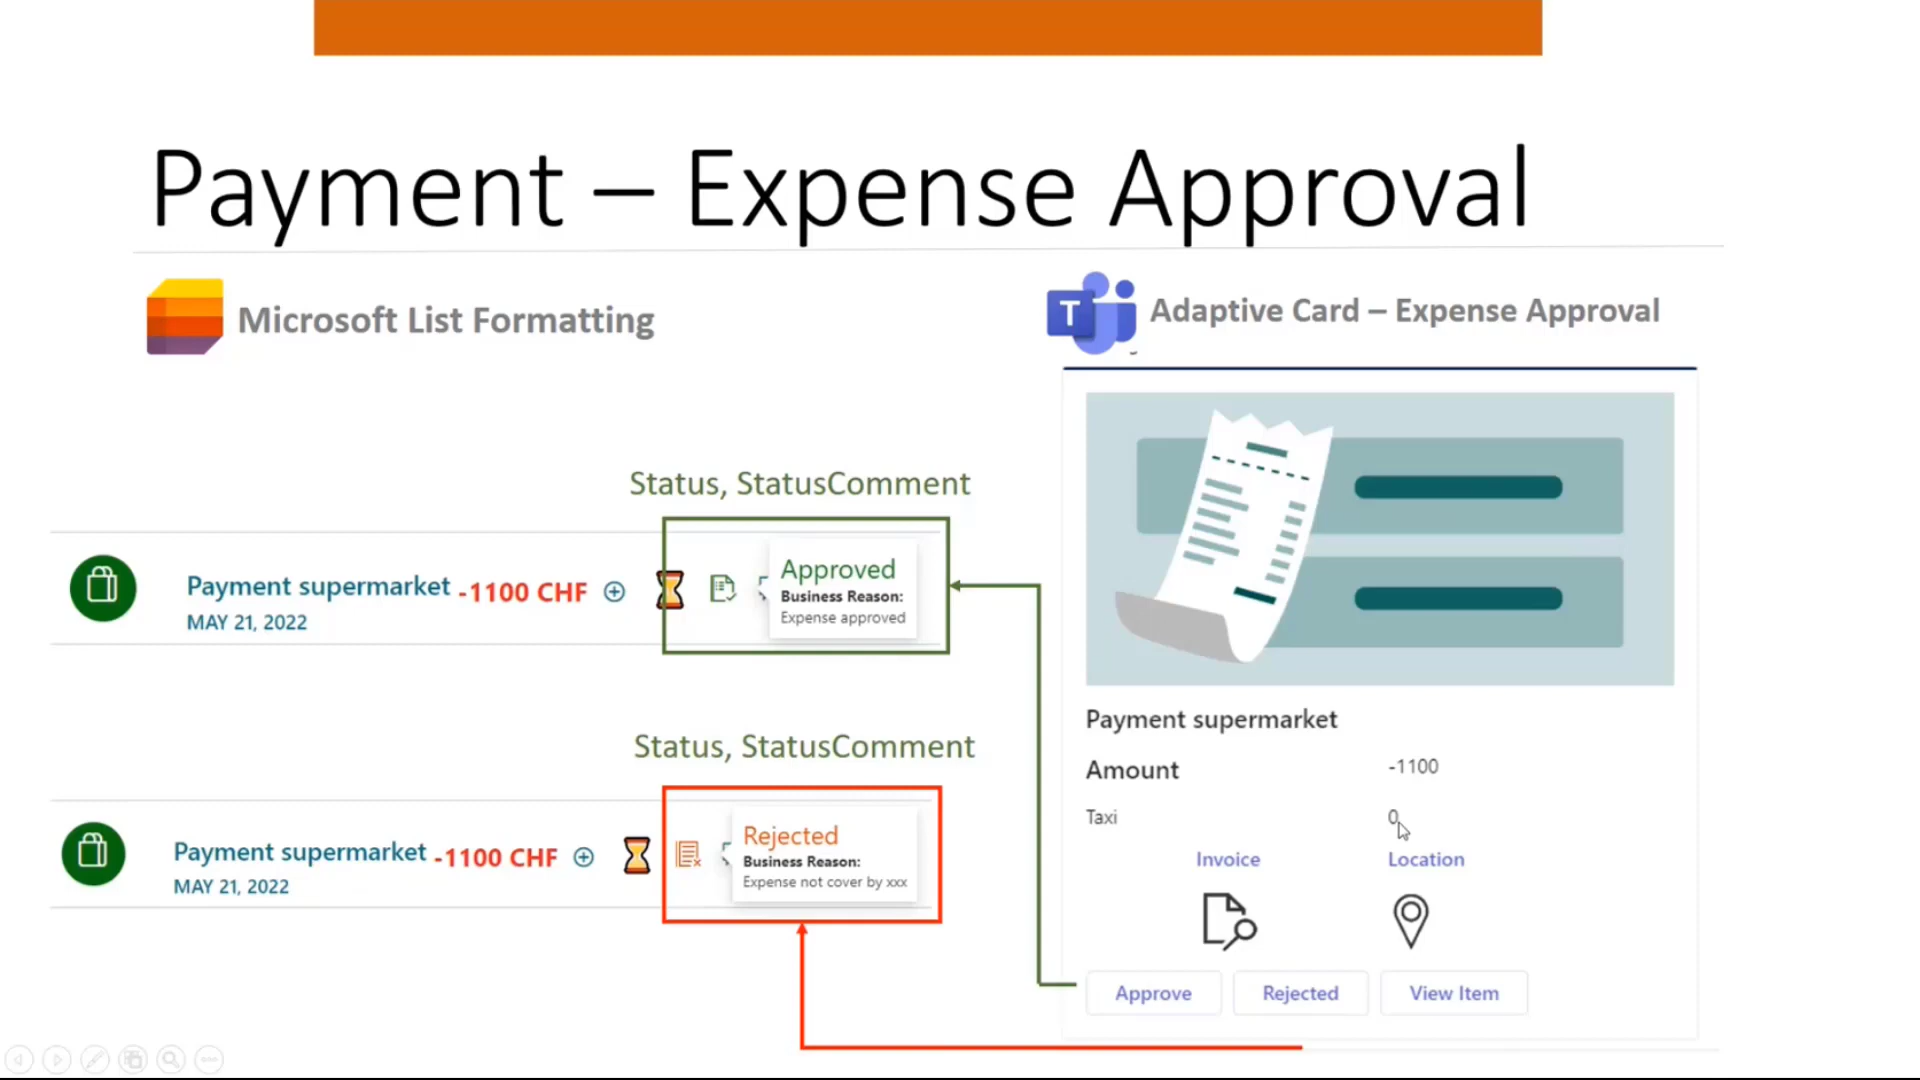 Payment – Expense Approval
Microsoft List Formatting
Status, StatusComment
Payment supermarket -1100 CHF
MAY 21, 2022
Approved
Business Reason:
Expense approved
Status, StatusComment
Payment supermarket -1100 CHF
MAY 21, 2022
Rejected
Business Reason:
Expense not cover by xxx
T
Adaptive Card – Expense Approval
Payment supermarket
Amount -1100
Taxi 0
Invoice Location
Approve Rejected View Item